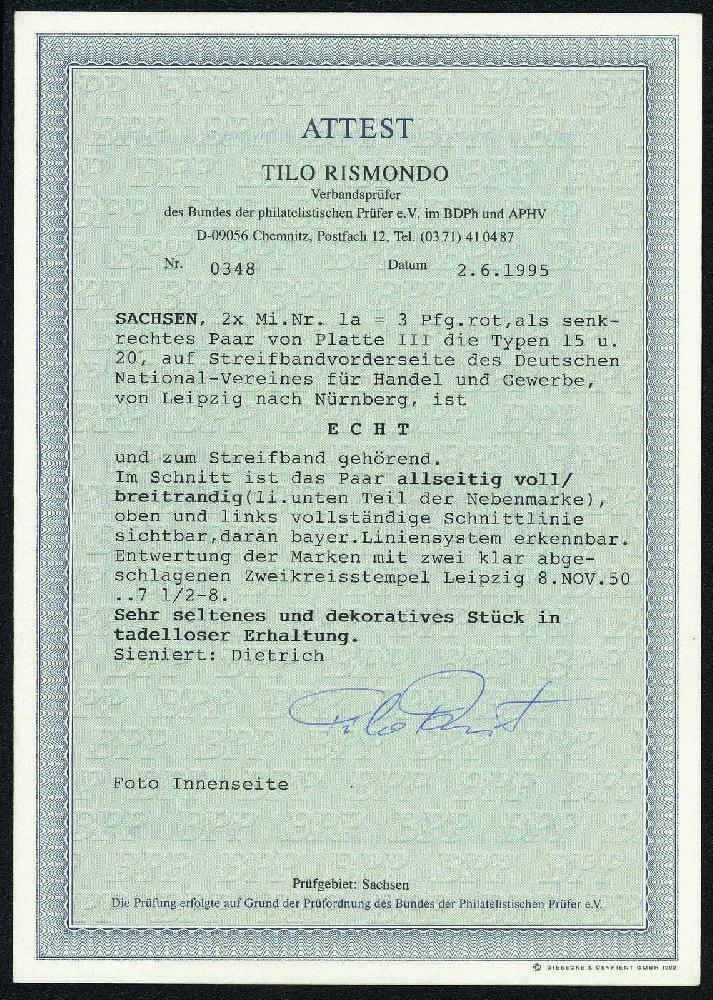 ATTEST
TILO RISMONDO
Verbandsprüfer
des Bundes der philatelistischen Prüfer e.V. im BDPh und APHV
D-09056 Chemnitz, Postfach 12, Tel. (03 71) 41 04 87
Nr. 0348 Datum 2.6.1995
SACHSEN, 2x Mi.Nr. 1a = 3 Pfg.rot,als senk-
rechtes Paar von Platte III die Typen 15 u.
20, auf Streifbandvorderseite des Deutschen
National-Vereines für Handel und Gewerbe,
von Leipzig nach Nürnberg, ist
E C H T
und zum Streifband gehörend.
Im Schnitt ist das Paar allseitig voll/
breitrandig(li.unten Teil der Nebenmarke),
oben und links vollständige Schnittlinie
sichtbar,daran bayer.Liniensystem erkennbar.
Entwertung der Marken mit zwei klar abge-
schlagenen Zweikreisstempel Leipzig 8.NOV.50
..7 1/2-8.
Sehr seltenes und dekoratives Stück in
tadelloser Erhaltung.
Sieniert: Dietrich
Foto Innenseite
Prüfgebiet: Sachsen
Die Prüfung erfolgte auf Grund der Prüfordnung des Bundes der Philatelistischen Prüfer e.V.
© GIESECKE & DEVRIENT GMBH